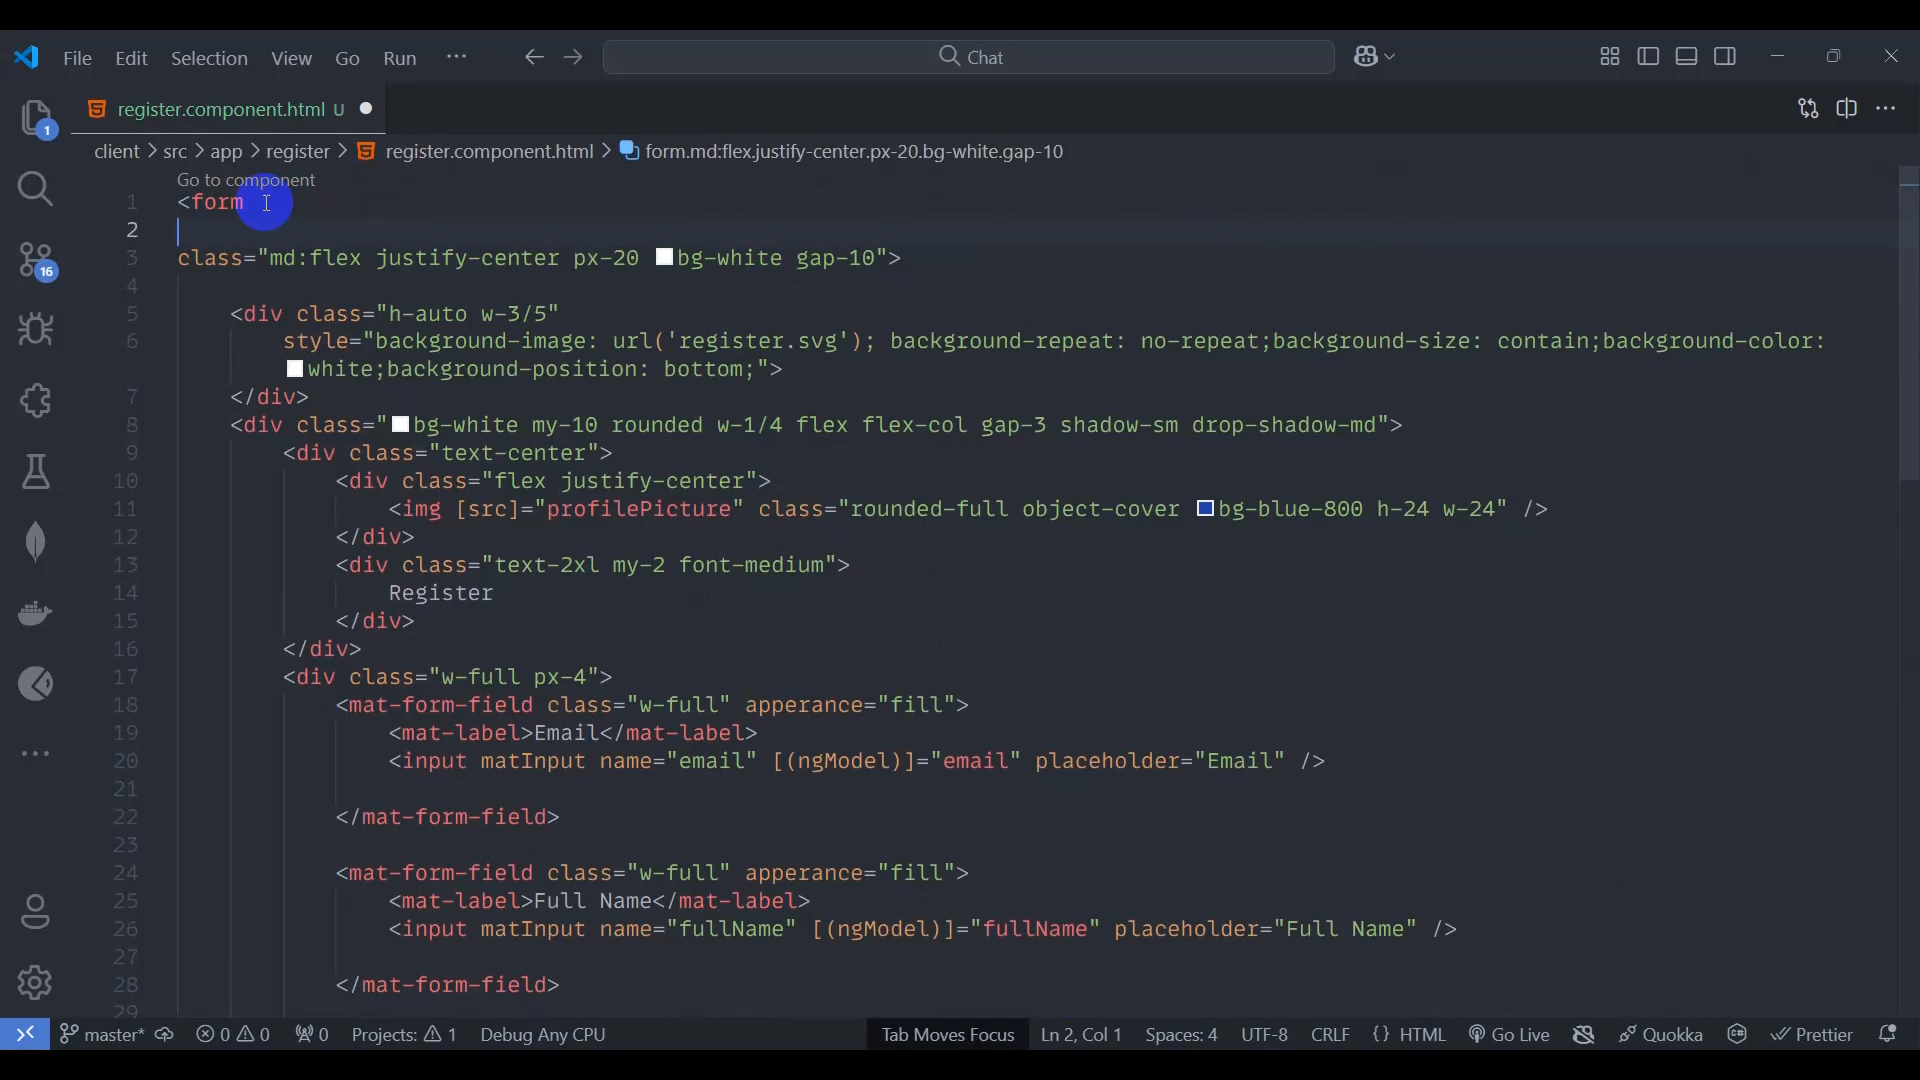 File Edit Selection View Go Run ··· Chat
register.component.html U
client > src > app > register > register.component.html > form.md:flex.justify-center.px-20.bg-white.gap-10
Go to component
1 <form
2
3 class="md:flex justify-center px-20 bg-white gap-10">
4
5 <div class="h-auto w-3/5"
6 style="background-image: url('register.svg'); background-repeat: no-repeat;background-size: contain;background-color:
white;background-position: bottom;">
7 </div>
8 <div class="bg-white my-10 rounded w-1/4 flex flex-col gap-3 shadow-sm drop-shadow-md">
9 <div class="text-center">
10 <div class="flex justify-center">
11 <img [src]="profilePicture" class="rounded-full object-cover bg-blue-800 h-24 w-24" />
12 </div>
13 <div class="text-2xl my-2 font-medium">
14 Register
15 </div>
16 </div>
17 <div class="w-full px-4">
18 <mat-form-field class="w-full" apperance="fill">
19 <mat-label>Email</mat-label>
20 <input matInput name="email" [(ngModel)]="email" placeholder="Email" />
21
22 </mat-form-field>
23
24 <mat-form-field class="w-full" apperance="fill">
25 <mat-label>Full Name</mat-label>
26 <input matInput name="fullName" [(ngModel)]="fullName" placeholder="Full Name" />
27
28 </mat-form-field>
29
1
16
master* 0 0 0 Projects: 1 Debug Any CPU Tab Moves Focus Ln 2, Col 1 Spaces: 4 UTF-8 CRLF {} HTML Go Live Quokka Prettier